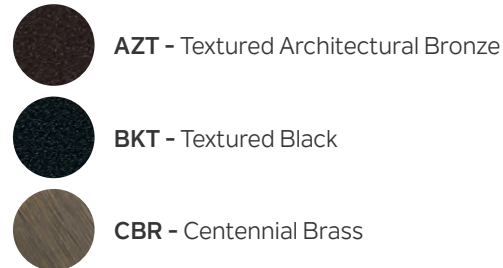 AZT - Textured Architectural Bronze
BKT - Textured Black
CBR - Centennial Brass